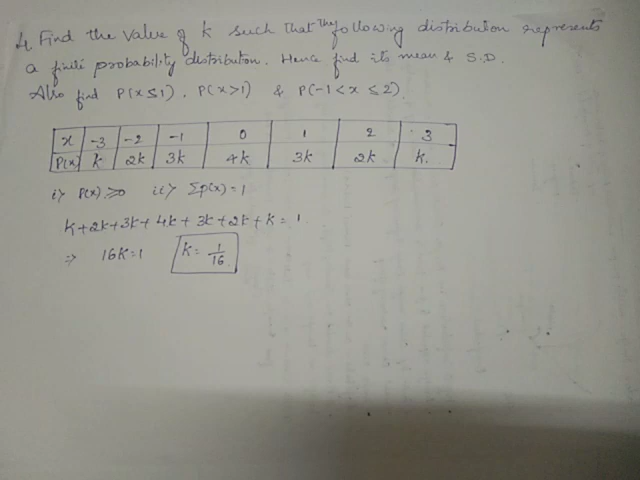 4, Find the value of k such that the following distribution represents
a finite probability distribution. Hence find its mean & S.D.
Also find P(x≤1), P(x>1) & P(-1<x≤2).
x -3 -2 -1 0 1 2 3
P(x) k 2k 3k 4k 3k 2k k.
i> P(x)≥0 ii> Σp(x)=1
k+2k+3k+4k+3k+2k+k=1
⇒ 16k=1 k=1/16